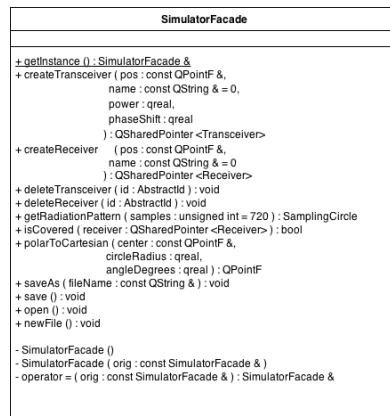 SimulatorFacade
+ getInstance () : SimulatorFacade &
+ createTransceiver ( pos : const QPointF &,
name : const QString & = 0,
power : qreal,
phaseShift : qreal
) : QSharedPointer <Transceiver>
+ createReceiver ( pos : const QPointF &,
name : const QString & = 0
) : QSharedPointer <Receiver>
+ deleteTransceiver ( id : AbstractId ) : void
+ deleteReceiver ( id : AbstractId ) : void
+ getRadiationPattern ( samples : unsigned int = 720 ) : SamplingCircle
+ isCovered ( receiver : QSharedPointer <Receiver> ) : bool
+ polarToCartesian ( center : const QPointF &,
circleRadius : qreal,
angleDegrees : qreal ) : QPointF
+ saveAs ( fileName : const QString & ) : void
+ save () : void
+ open () : void
+ newFile () : void
- SimulatorFacade ()
- SimulatorFacade ( orig : const SimulatorFacade & )
- operator = ( orig : const SimulatorFacade & ) : SimulatorFacade &